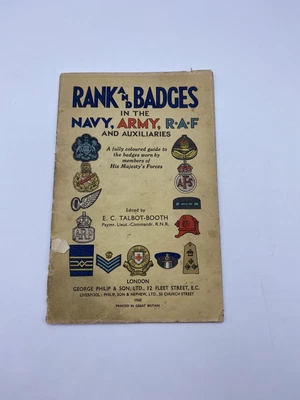 RANK AND BADGES
IN THE
NAVY, ARMY, R·A·F
AND AUXILIARIES
A fully coloured guide to
the badges worn by
members of
His Majesty's Forces
AFS
Edited by
E. C. TALBOT-BOOTH
Paymr. Lieut.-Commandr, R.N.R.
LONDON
GEORGE PHILIP & SON, LTD., 32 FLEET STREET, E.C.
LIVERPOOL: PHILIP, SON & NEPHEW, LTD., 20 CHURCH STREET
1940
PRINTED IN GREAT BRITAIN